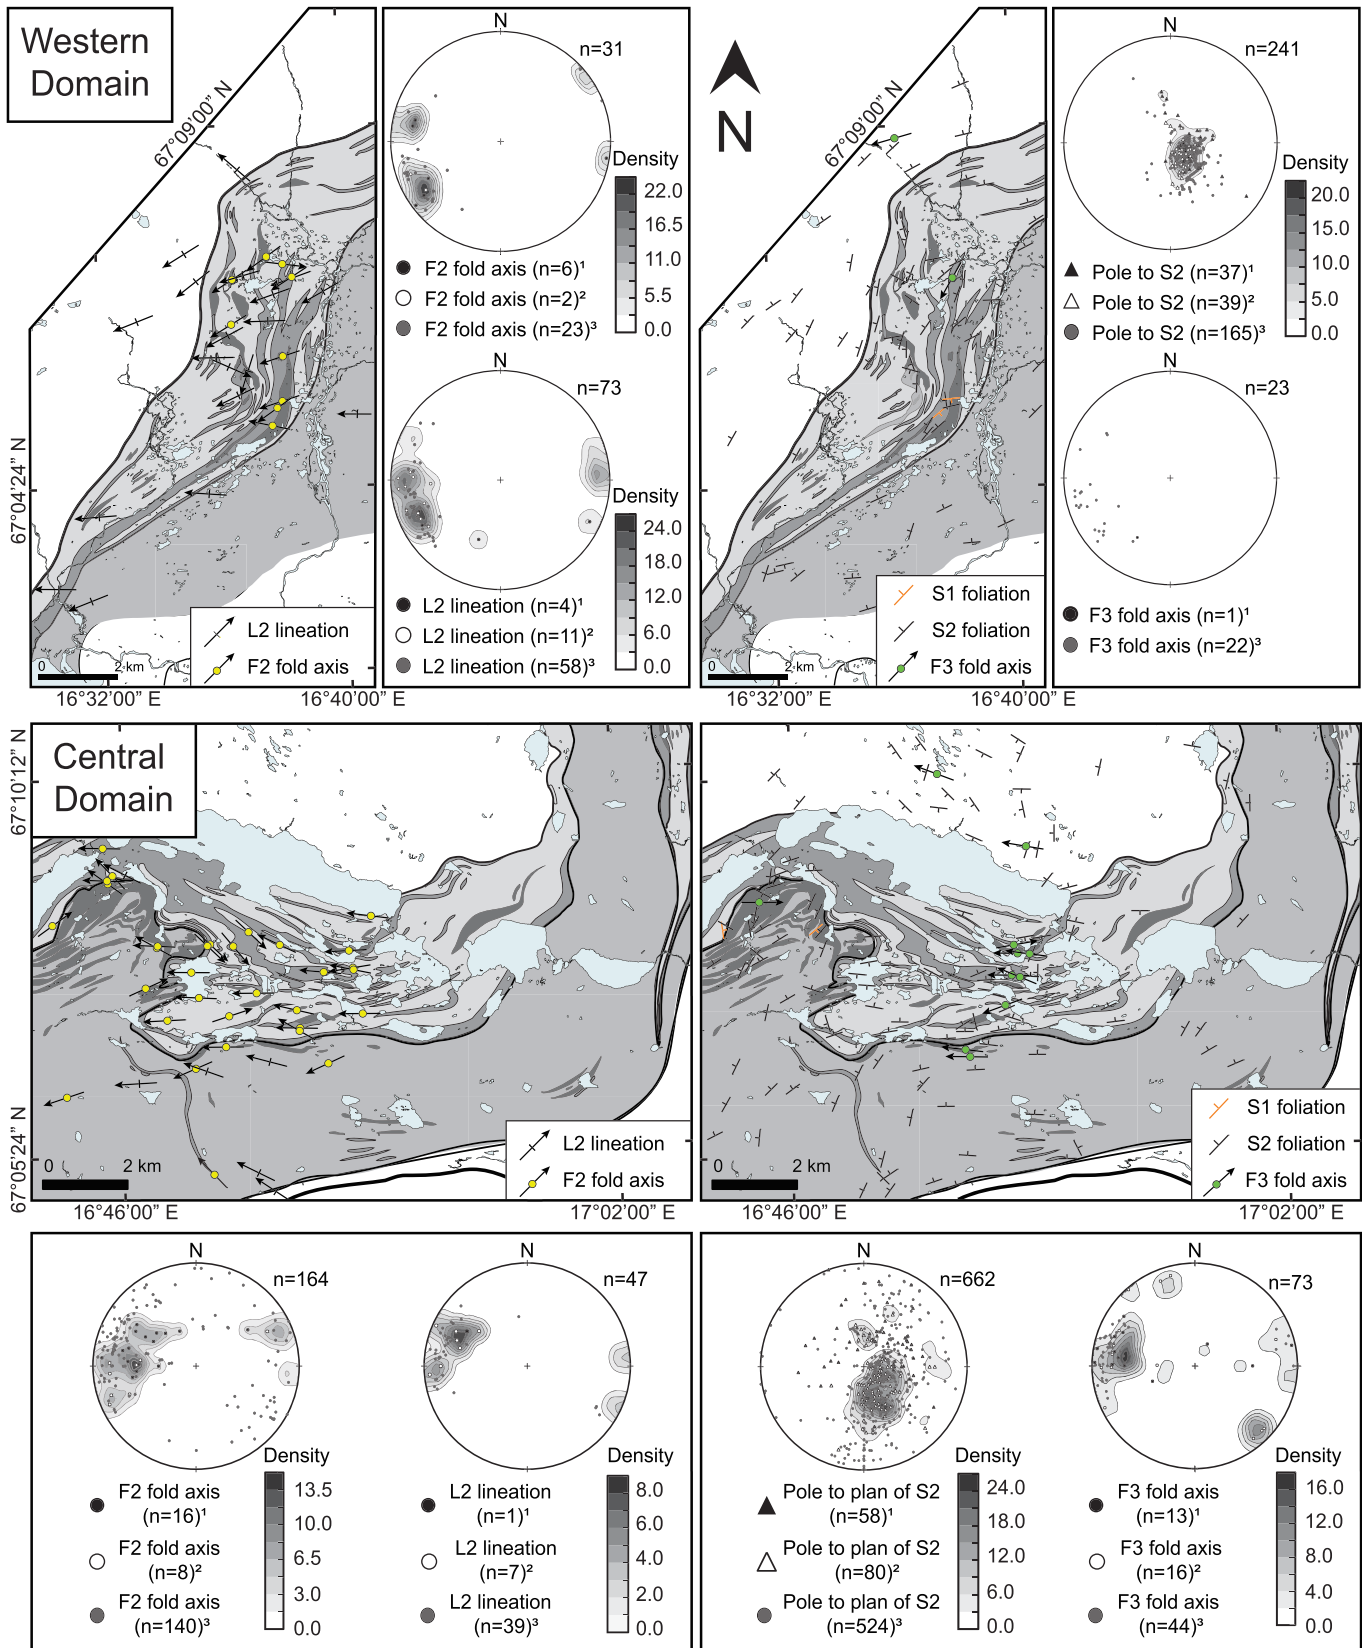 Western
Domain
67°09'00" N
67°04'24" N
L2 lineation
F2 fold axis
0 2 km
16°32'00" E
16°40'00" E
N
n=31
Density
22.0
16.5
11.0
5.5
0.0
F2 fold axis (n=6)¹
F2 fold axis (n=2)²
F2 fold axis (n=23)³
N
n=73
Density
24.0
18.0
12.0
6.0
0.0
L2 lineation (n=4)¹
L2 lineation (n=11)²
L2 lineation (n=58)³
N
67°09'00" N
S1 foliation
S2 foliation
F3 fold axis
0 2 km
16°32'00" E
16°40'00" E
N
n=241
Density
20.0
15.0
10.0
5.0
0.0
Pole to S2 (n=37)¹
Pole to S2 (n=39)²
Pole to S2 (n=165)³
N
n=23
F3 fold axis (n=1)¹
F3 fold axis (n=22)³
Central
Domain
67°10'12" N
67°05'24" N
0 2 km
L2 lineation
F2 fold axis
16°46'00" E
17°02'00" E
0 2 km
S1 foliation
S2 foliation
F3 fold axis
16°46'00" E
17°02'00" E
N
n=164
Density
13.5
10.0
6.5
3.0
0.0
F2 fold axis
(n=16)¹
F2 fold axis
(n=8)²
F2 fold axis
(n=140)³
N
n=47
Density
8.0
6.0
4.0
2.0
0.0
L2 lineation
(n=1)¹
L2 lineation
(n=7)²
L2 lineation
(n=39)³
N
n=662
Density
24.0
18.0
12.0
6.0
0.0
Pole to plan of S2
(n=58)¹
Pole to plan of S2
(n=80)²
Pole to plan of S2
(n=524)³
N
n=73
Density
16.0
12.0
8.0
4.0
0.0
F3 fold axis
(n=13)¹
F3 fold axis
(n=16)²
F3 fold axis
(n=44)³